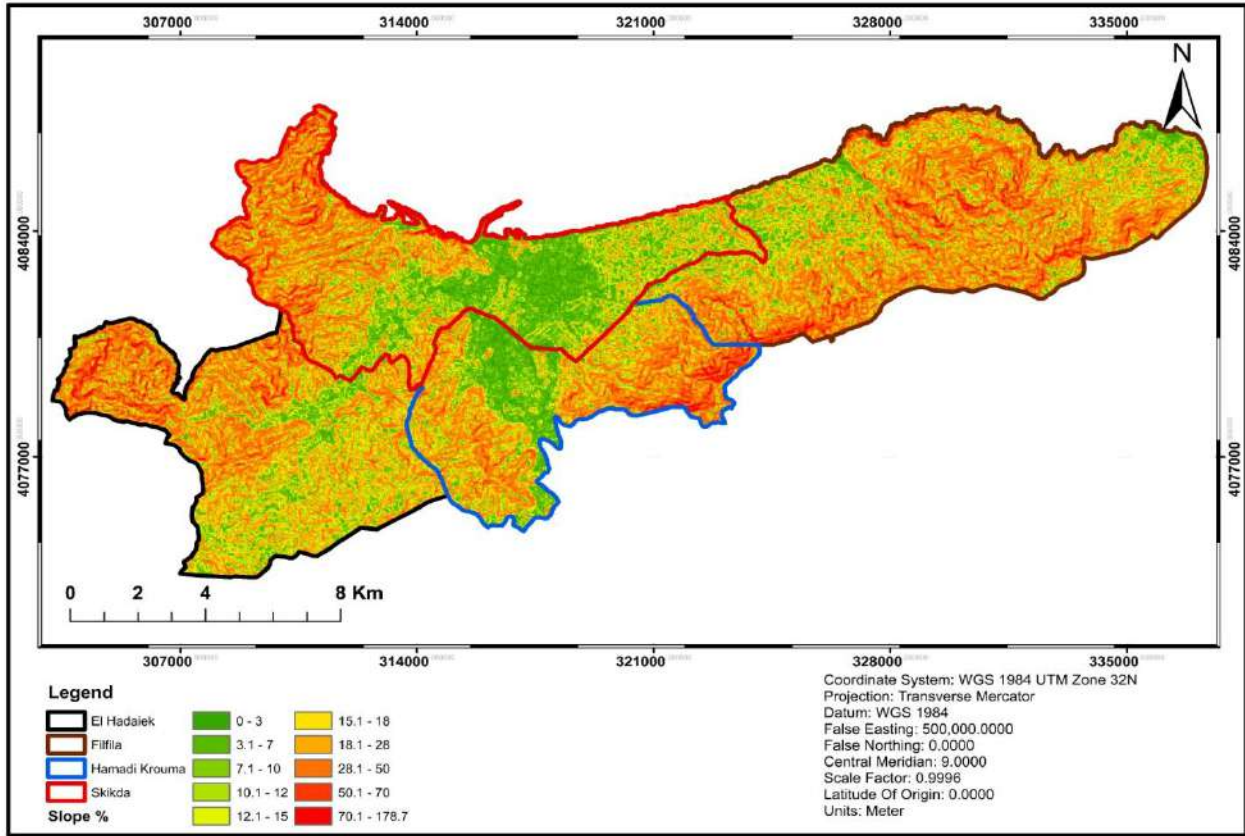 307000 314000 321000 328000 335000
N
4084000 4084000
4077000 4077000
0 2 4 8 Km
307000 314000 321000 328000 335000
Legend
El Hadaiek
Filfila
Hamadi Krouma
Skikda
Slope %
0 - 3
3.1 - 7
7.1 - 10
10.1 - 12
12.1 - 15
15.1 - 18
18.1 - 28
28.1 - 50
50.1 - 70
70.1 - 178.7
Coordinate System: WGS 1984 UTM Zone 32N
Projection: Transverse Mercator
Datum: WGS 1984
False Easting: 500,000.0000
False Northing: 0.0000
Central Meridian: 9.0000
Scale Factor: 0.9996
Latitude Of Origin: 0.0000
Units: Meter